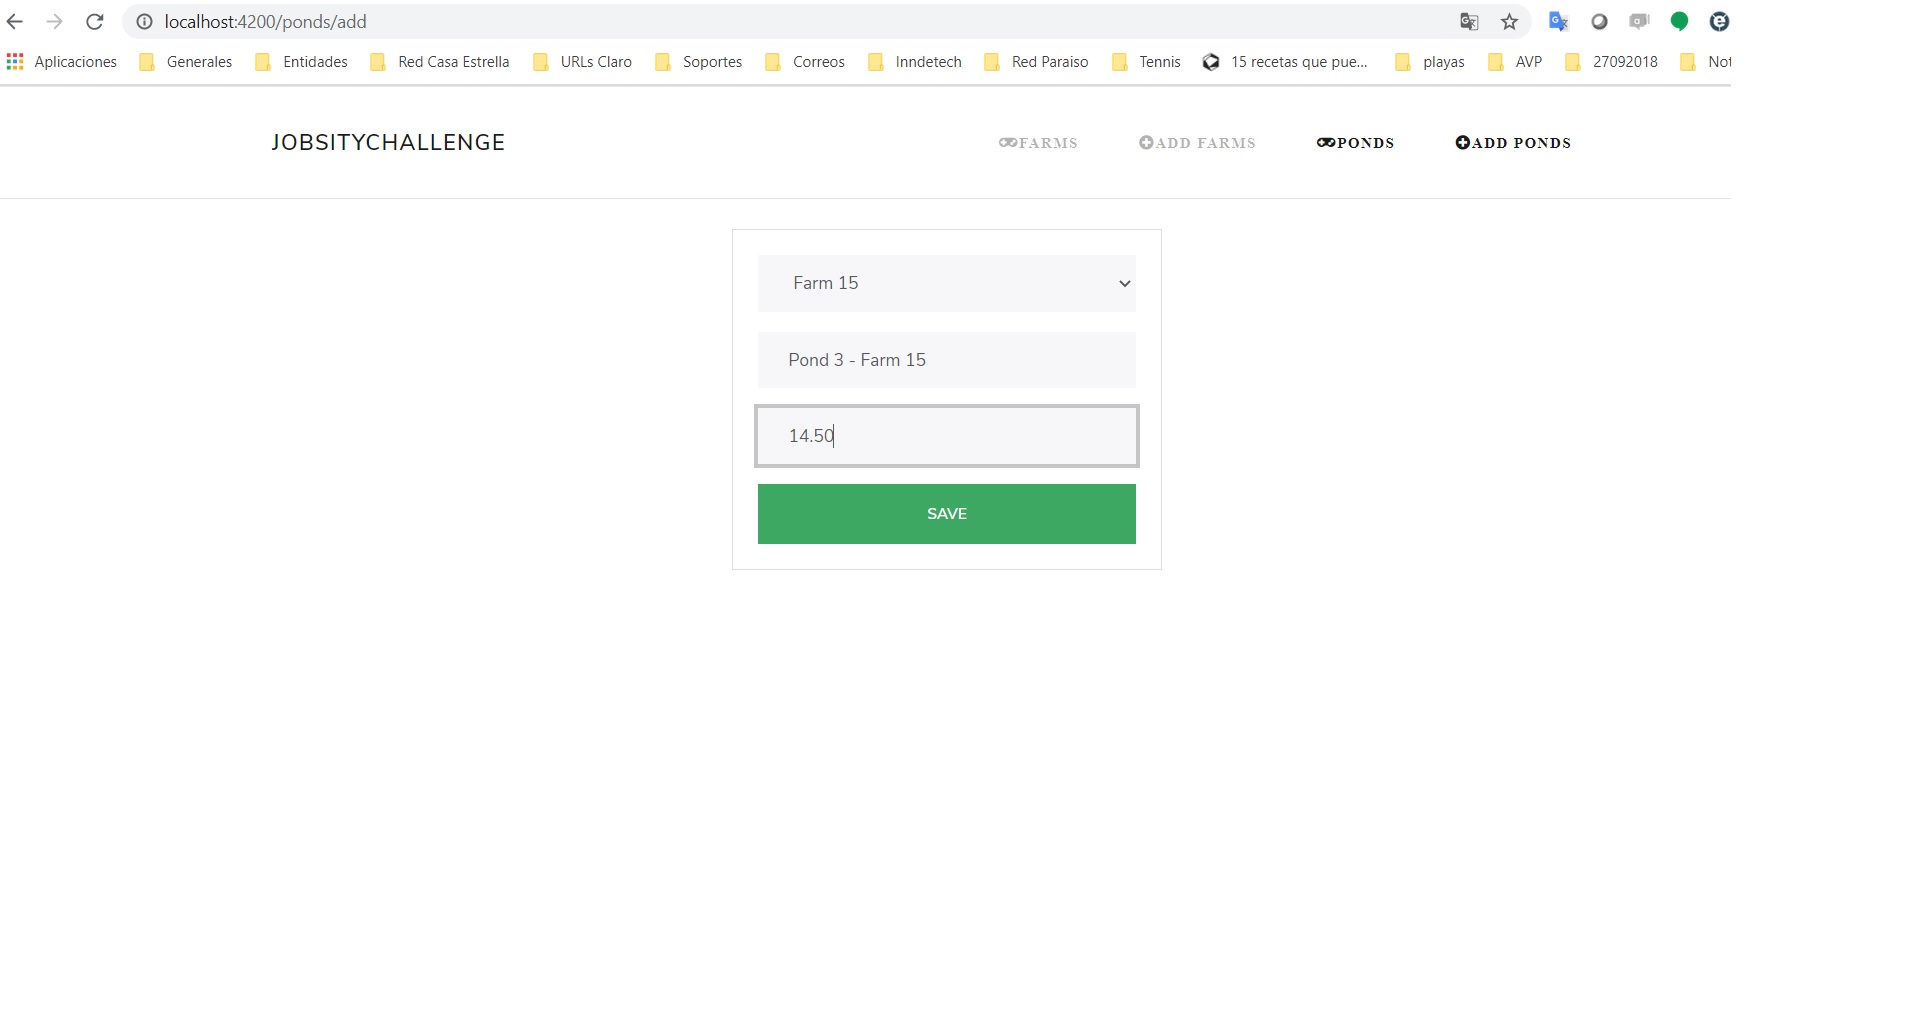 localhost:4200/ponds/add
Aplicaciones Generales Entidades Red Casa Estrella URLs Claro Soportes Correos Inndetech Red Paraiso Tennis 15 recetas que pue... playas AVP 27092018 Not
JOBSITYCHALLENGE FARMS ADD FARMS PONDS ADD PONDS
Farm 15
Pond 3 - Farm 15
14.50
SAVE